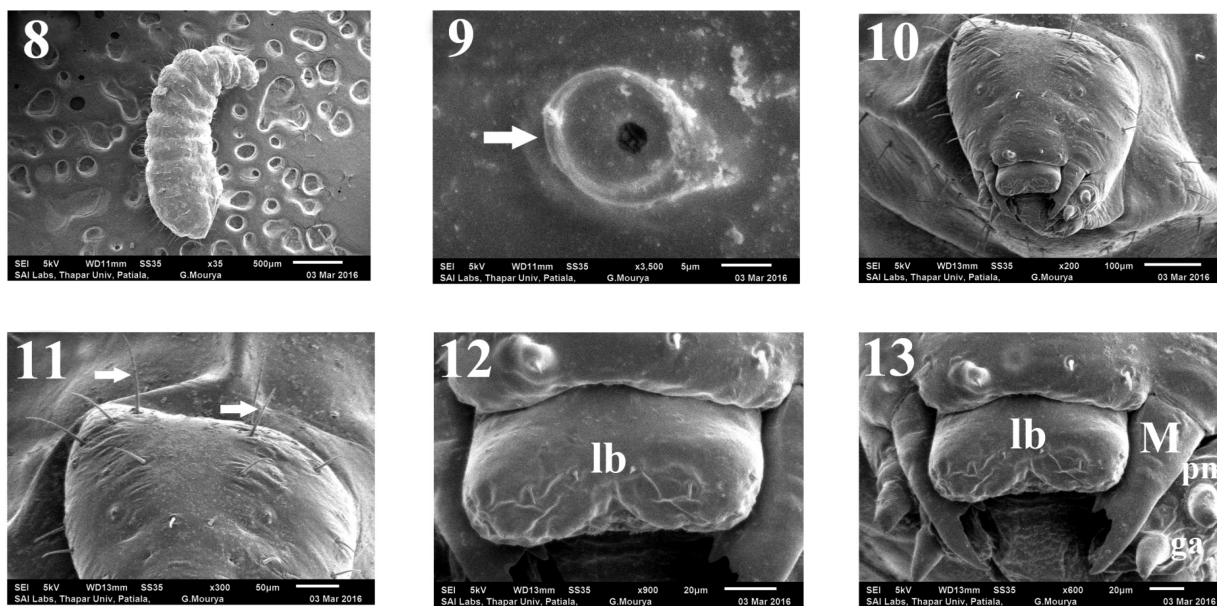 8
SEI 5kV WD11mm SS35 x35 500µm
SAI Labs, Thapar Univ, Patiala, G.Mourya 03 Mar 2016
9
SEI 5kV WD11mm SS35 x3,500 5µm
SAI Labs, Thapar Univ, Patiala, G.Mourya 03 Mar 2016
10
SEI 5kV WD13mm SS35 x200 100µm
SAI Labs, Thapar Univ, Patiala, G.Mourya 03 Mar 2016
11
SEI 5kV WD13mm SS35 x300 50µm
SAI Labs, Thapar Univ, Patiala, G.Mourya 03 Mar 2016
12
lb
SEI 5kV WD13mm SS35 x900 20µm
SAI Labs, Thapar Univ, Patiala, G.Mourya 03 Mar 2016
13
lb
M
ga
SEI 5kV WD13mm SS35 x600 20µm
SAI Labs, Thapar Univ, Patiala, G.Mourya 03 Mar 2016